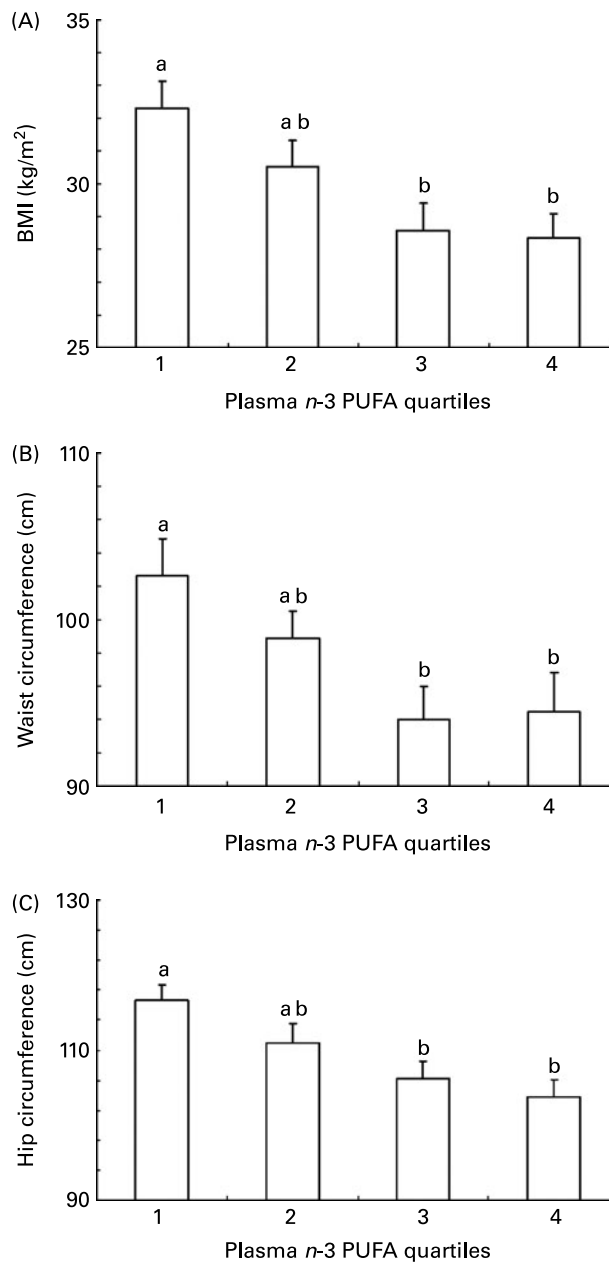 (A)
35
a
a b
b
b
30
BMI (kg/m²)
25
1 2 3 4
Plasma n-3 PUFA quartiles
(B)
110
a
a b
b
b
100
Waist circumference (cm)
90
1 2 3 4
Plasma n-3 PUFA quartiles
(C)
130
a
a b
b
b
110
Hip circumference (cm)
90
1 2 3 4
Plasma n-3 PUFA quartiles